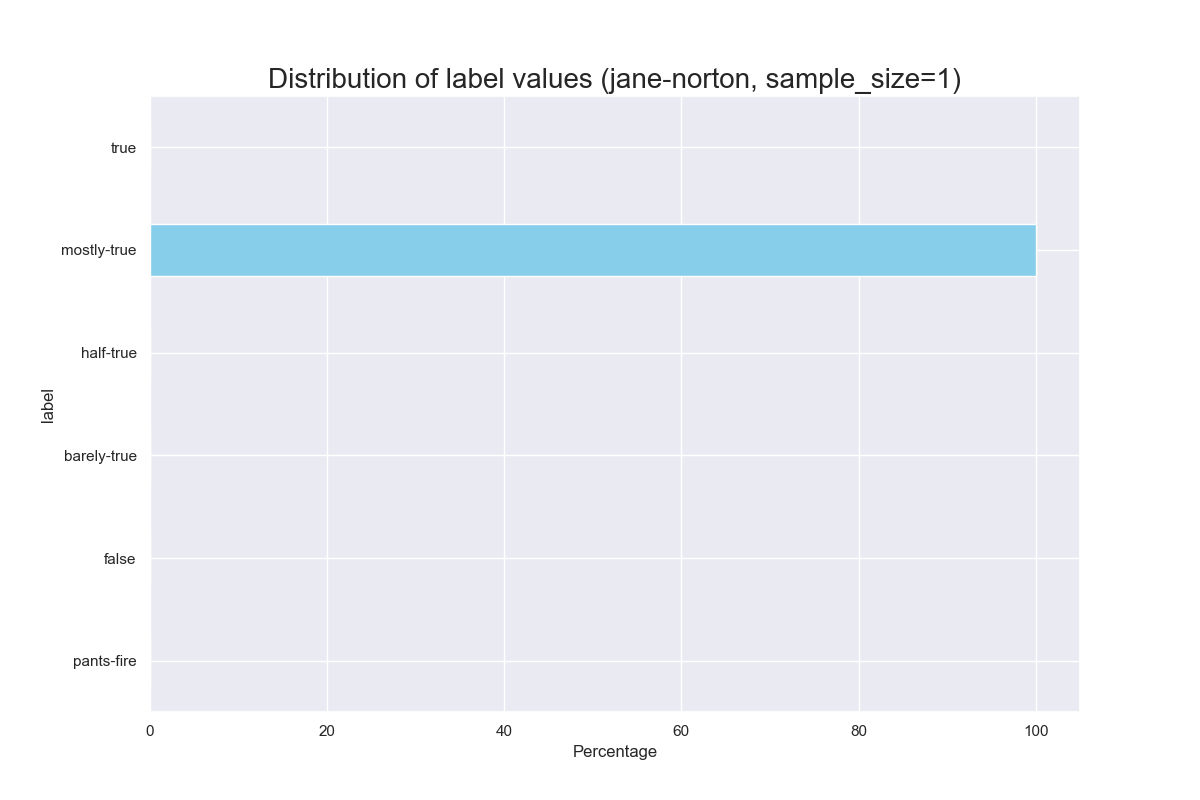 Distribution of label values (jane-norton, sample_size=1)
true
mostly-true
half-true
label
barely-true
false
pants-fire
0 20 40 60 80 100
Percentage